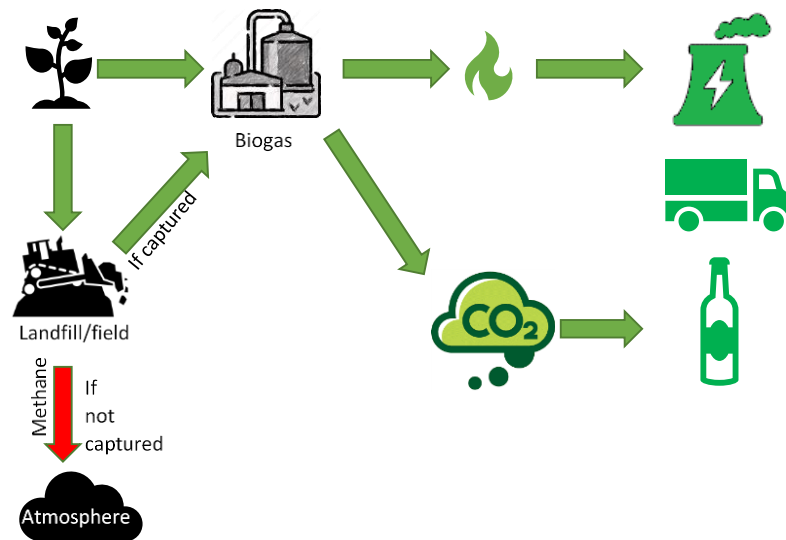 Biogas
If captured
Landfill/field
Methane
If
not
captured
CO₂
Atmosphere